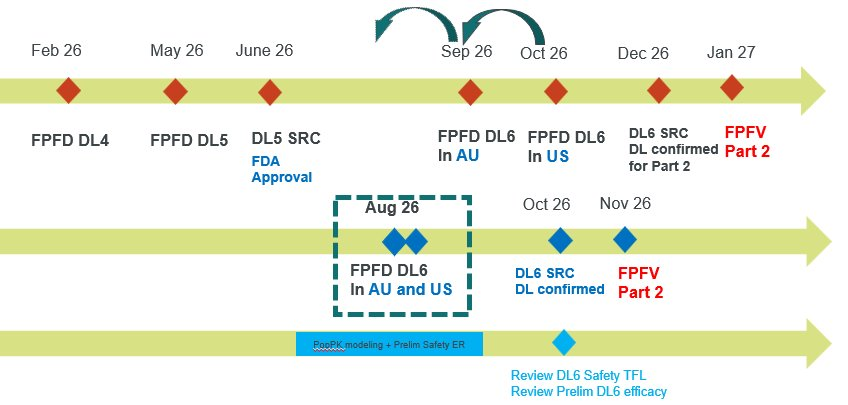 Feb 26
May 26
June 26
Sep 26
Oct 26
Dec 26
Jan 27
FPFD DL4
FPFD DL5
DL5 SRC
FDA
Approval
FPFD DL6
In AU
FPFD DL6
In US
DL6 SRC
DL confirmed
for Part 2
FPFV
Part 2
Aug 26
Oct 26
Nov 26
FPFD DL6
In AU and US
DL6 SRC
DL confirmed
FPFV
Part 2
PopPK modeling + Prelim Safety ER
Review DL6 Safety TFL
Review Prelim DL6 efficacy